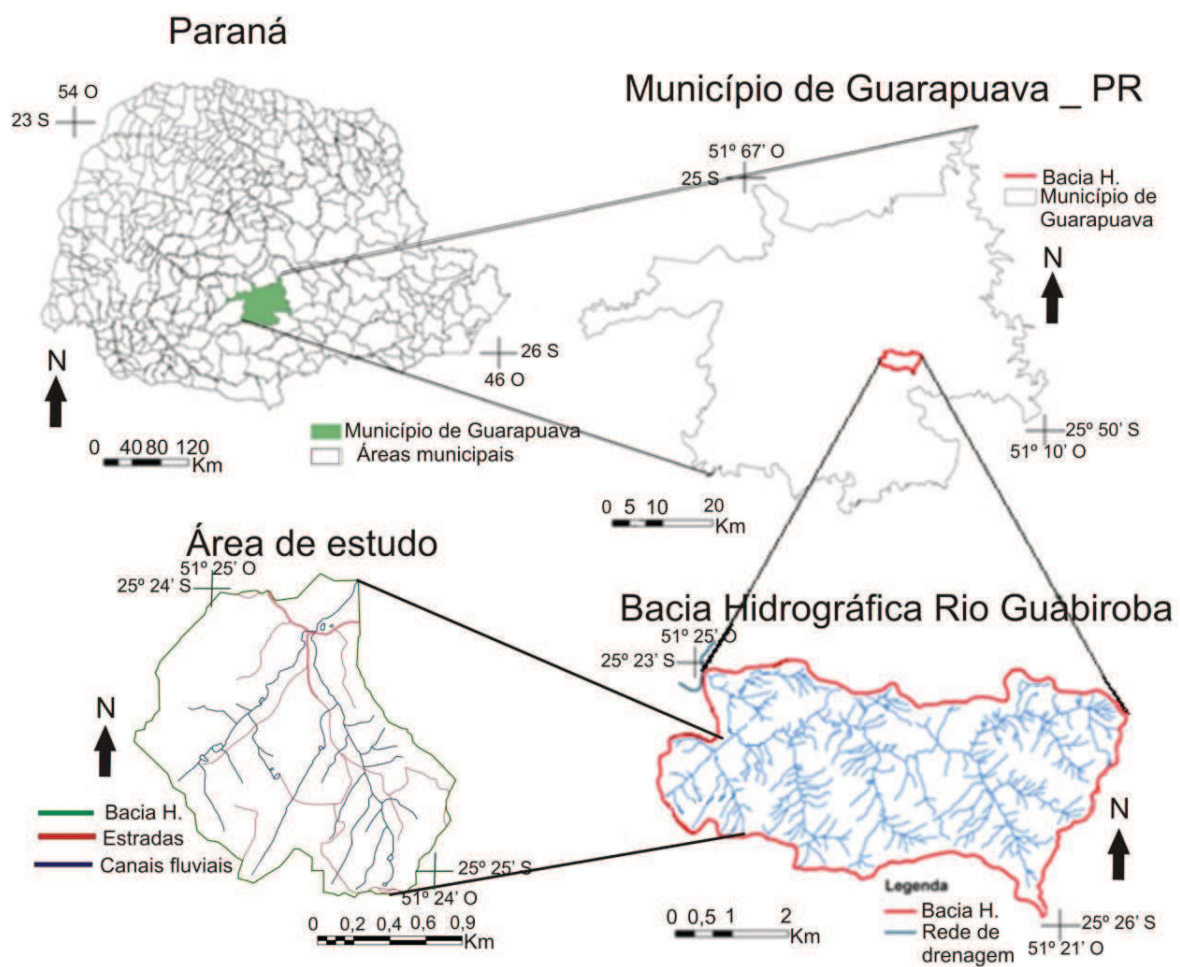 Paraná
54 O
23 S
26 S
46 O
N
0 40 80 120
Km
Município de Guarapuava
Áreas municipais
Município de Guarapuava _ PR
51º 67' O
25 S
Bacia H.
Município de
Guarapuava
N
25º 50' S
51º 10' O
0 5 10 20
Km
Área de estudo
51º 25' O
25º 24' S
N
Bacia H.
Estradas
Canais fluviais
25º 25' S
51º 24' O
0 0,2 0,4 0,6 0,9
Km
Bacia Hidrográfica Rio Guabiroba
51º 25' O
25º 23' S
N
Legenda
Bacia H.
Rede de
drenagem
25º 26' S
51º 21' O
0 0,5 1 2
Km